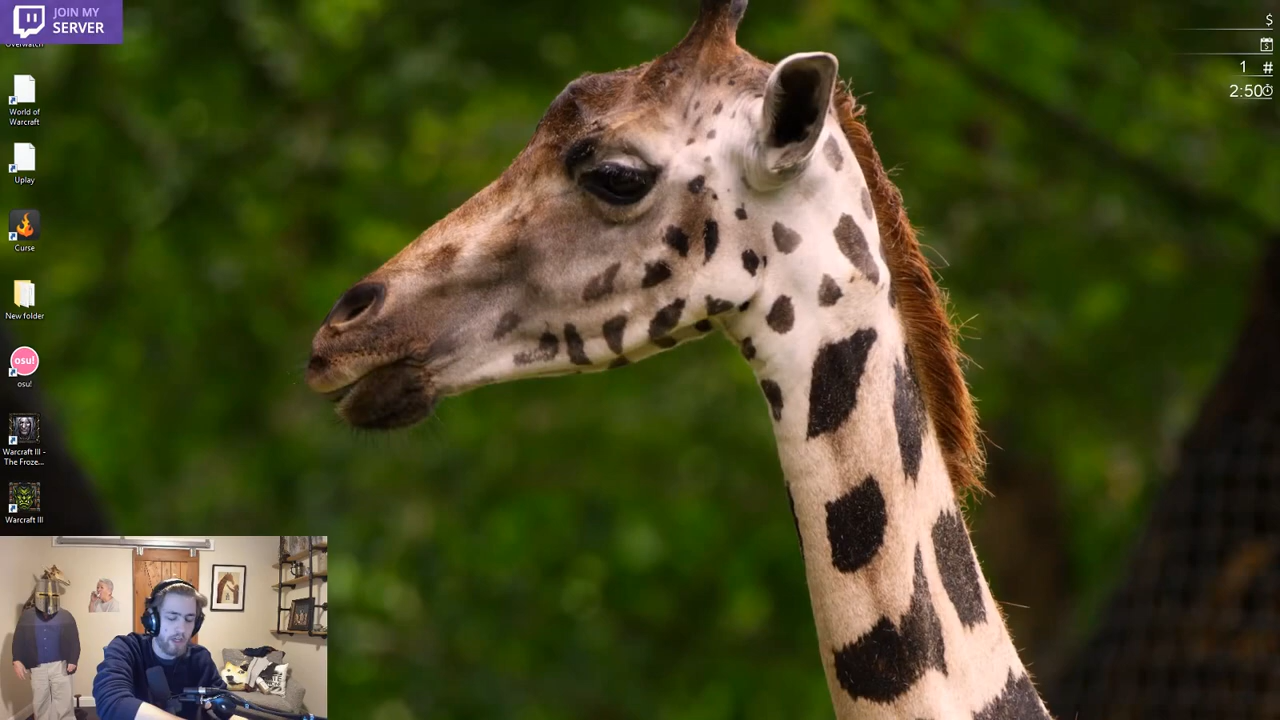 JOIN MY
SERVER
Overwatch
World of
Warcraft
Uplay
Curse
New folder
osu!
osu!
Warcraft III -
The Froze...
Warcraft III
$
1 #
2:50